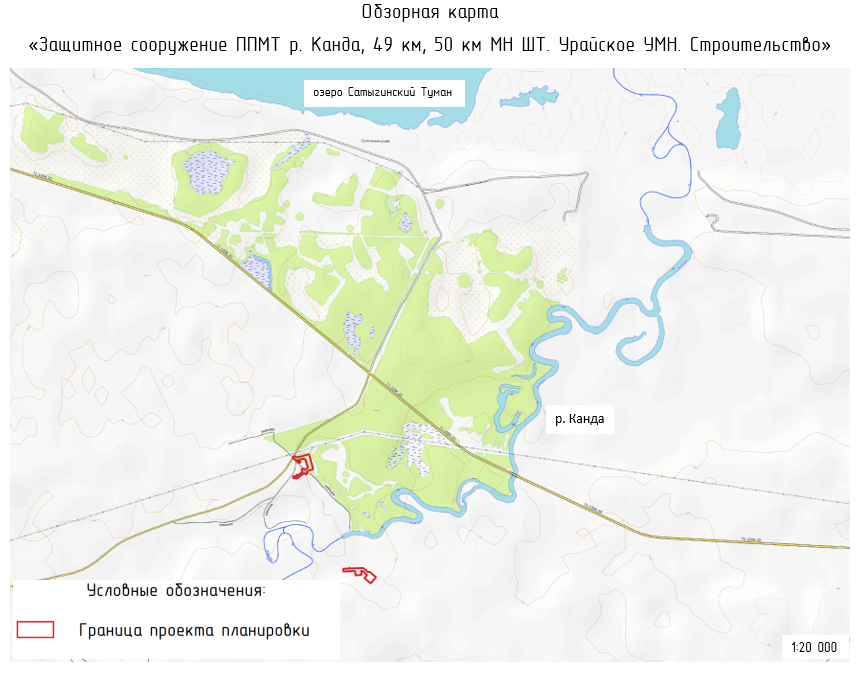 Обзорная карта
«Защитное сооружение ППМТ р. Канда, 49 км, 50 км МН ШТ. Урайское УМН. Строительство»
озеро Сатыгинский Туман
р. Канда
Условные обозначения:
Граница проекта планировки
1:20 000